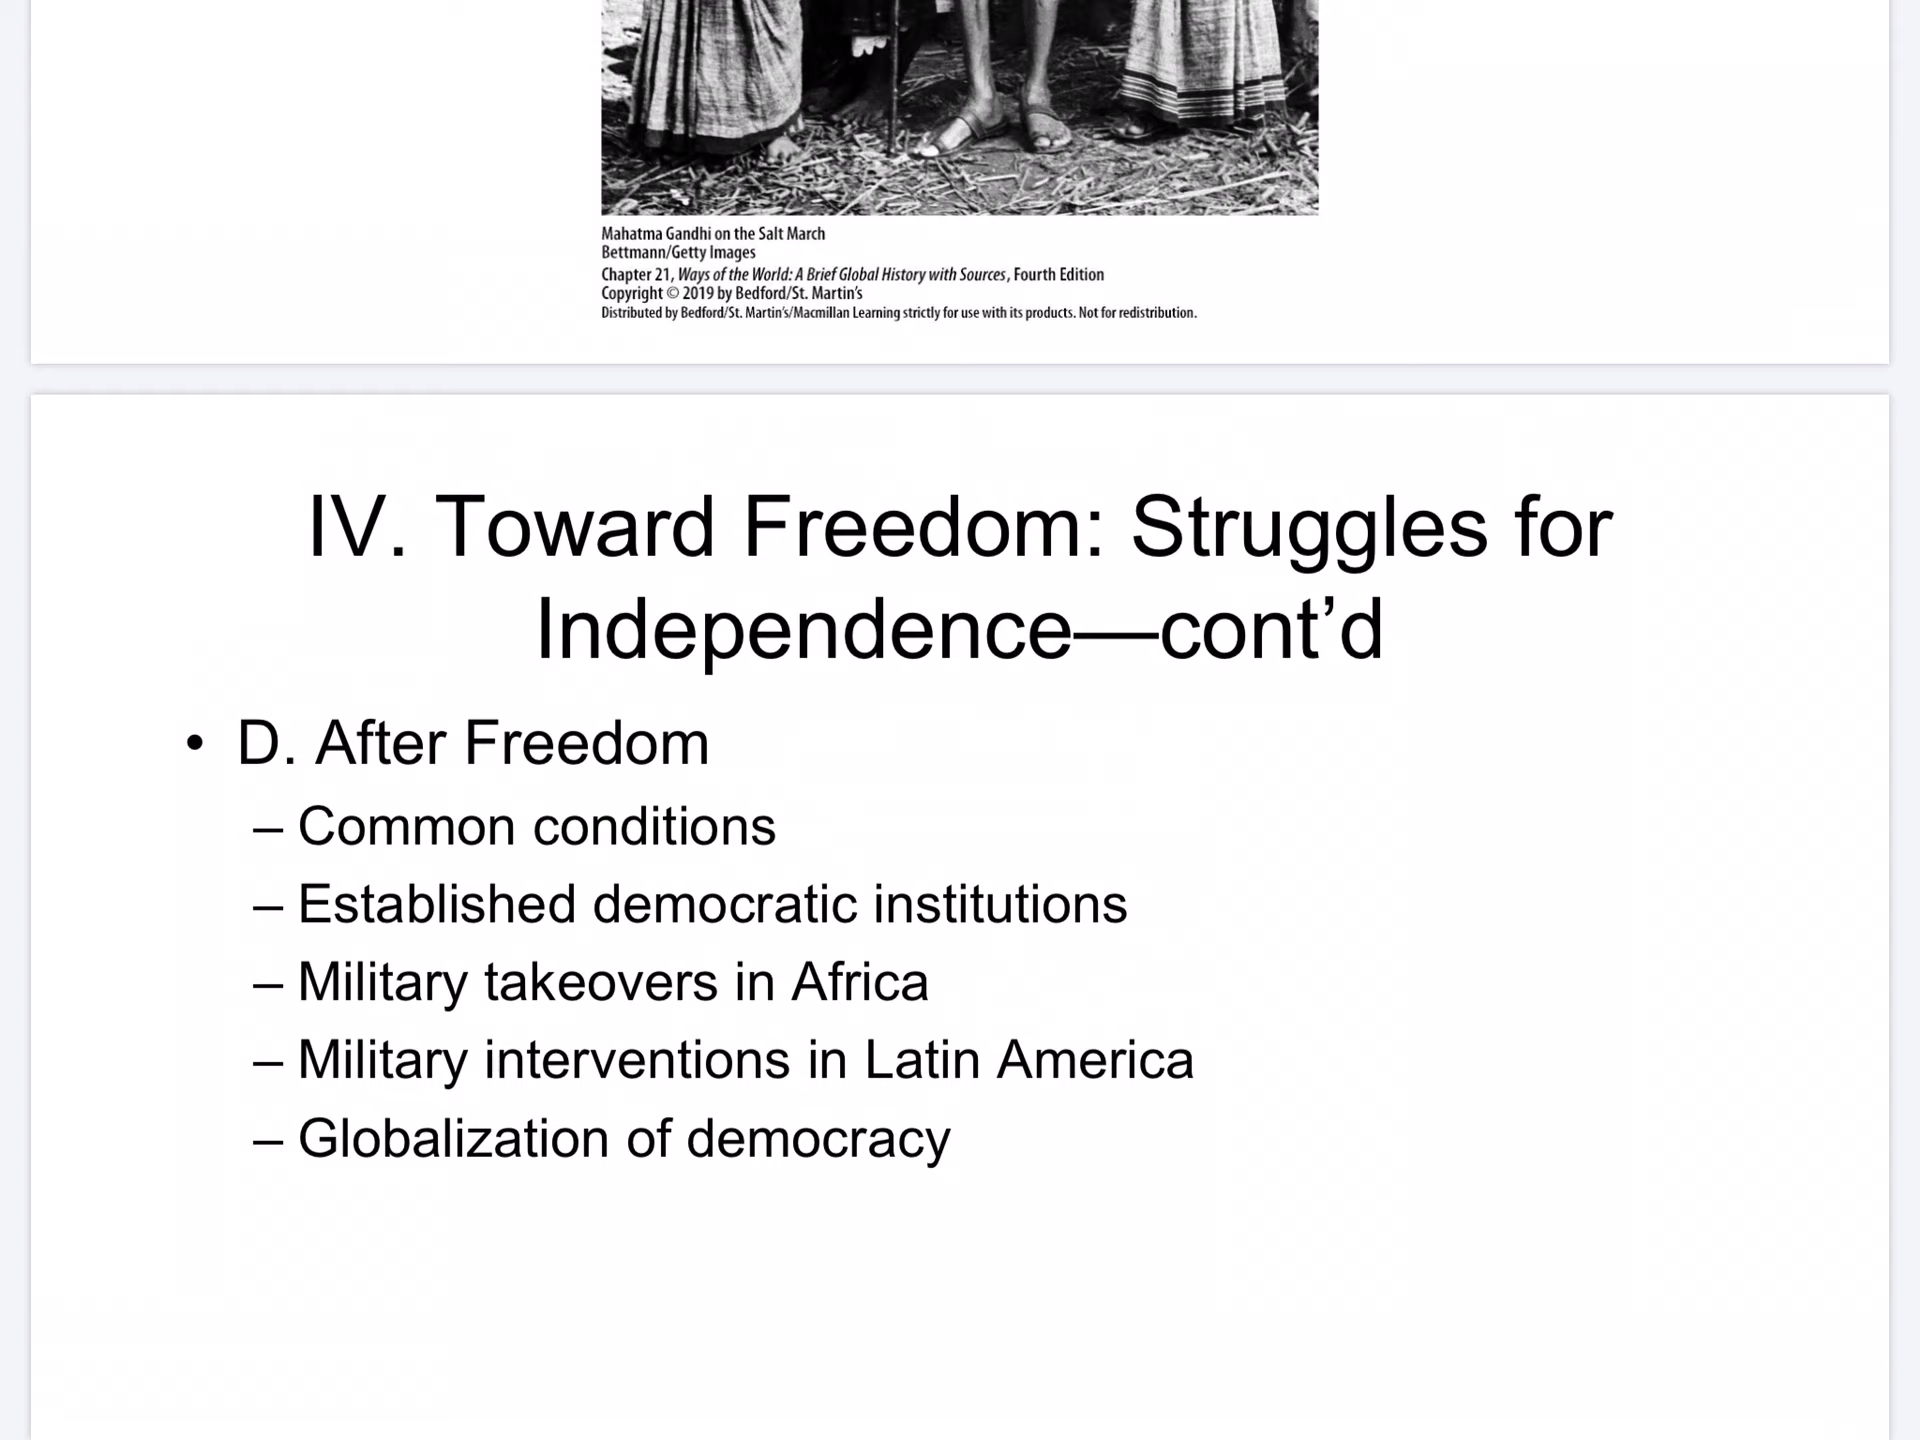 Mahatma Gandhi on the Salt March
Bettmann/Getty Images
Chapter 21, Ways of the World: A Brief Global History with Sources, Fourth Edition
Copyright © 2019 by Bedford/St. Martin’s
Distributed by Bedford/St. Martin’s/Macmillan Learning strictly for use with its products. Not for redistribution.
IV. Toward Freedom: Struggles for
Independence—cont’d
• D. After Freedom
– Common conditions
– Established democratic institutions
– Military takeovers in Africa
– Military interventions in Latin America
– Globalization of democracy